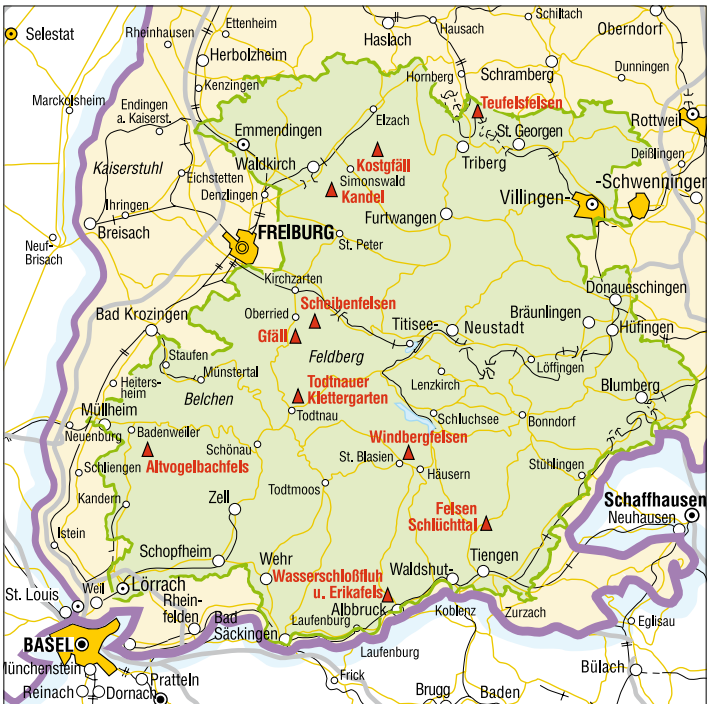 Selestat
Rheinhausen
Ettenheim
Herbolzheim
Kenzingen
Haslach
Hausach
Schiltach
Oberndorf
Hornberg
Schramberg
Dunningen
Marckolsheim
Endingen
a. Kaiserst.
Emmendingen
Elzach
Teufelsfelsen
St. Georgen
Rottweil
Kaiserstuhl
Waldkirch
Kostgfäll
Triberg
Deißlingen
Eichstetten
Simonswald
Denzlingen
Kandel
Villingen-
-Schwenningen
Ihringen
Breisach
Furtwangen
FREIBURG
St. Peter
Neuf-
Brisach
Kirchzarten
Donaueschingen
Scheibenfelsen
Oberried
Bad Krozingen
Bräunlingen
Titisee-
Neustadt
Hüfingen
Gfäll
Feldberg
Staufen
Münstertal
Löffingen
Heiters-
heim
Belchen
Todtnauer
Klettergarten
Lenzkirch
Blumberg
Müllheim
Todtnau
Schluchsee
Bonndorf
Neuenburg
Badenweiler
Schönau
Windbergfelsen
Altvogelbachfels
St. Blasien
Häusern
Stühlingen
Schliengen
Todtmoos
Kandern
Zell
Felsen
Schlüchttal
Schaffhausen
Neuhausen
Istein
Schopfheim
Wehr
Wasserschloßfluh
u. Erikafels
Waldshut-
Tiengen
St. Louis
Weil
Lörrach
Rhein-
felden
Bad
Säckingen
Laufenburg
Albbruck
Koblenz
Zurzach
Eglisau
BASEL
Laufenburg
Münchenstein
Pratteln
Frick
Bülach
Reinach
Dornach
Brugg
Baden